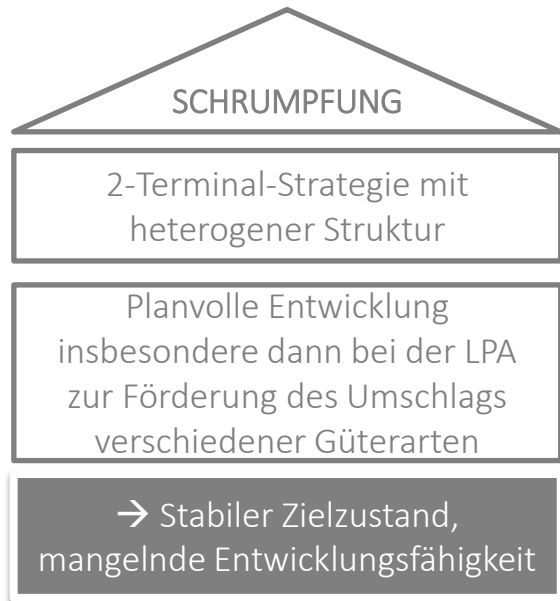 SCHRUMPFUNG
2-Terminal-Strategie mit
heterogener Struktur
Planvolle Entwicklung
insbesondere dann bei der LPA
zur Förderung des Umschlags
verschiedener Güterarten
→ Stabiler Zielzustand,
mangelnde Entwicklungsfähigkeit